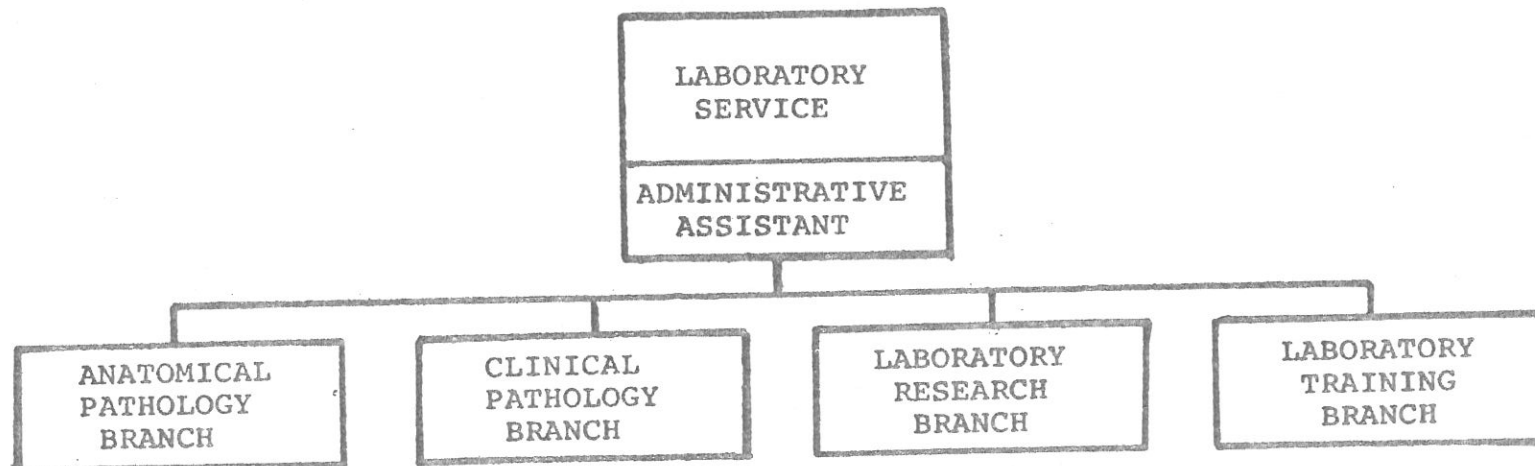 LABORATORY
SERVICE
ADMINISTRATIVE
ASSISTANT
ANATOMICAL
PATHOLOGY
BRANCH
CLINICAL
PATHOLOGY
BRANCH
LABORATORY
RESEARCH
BRANCH
LABORATORY
TRAINING
BRANCH